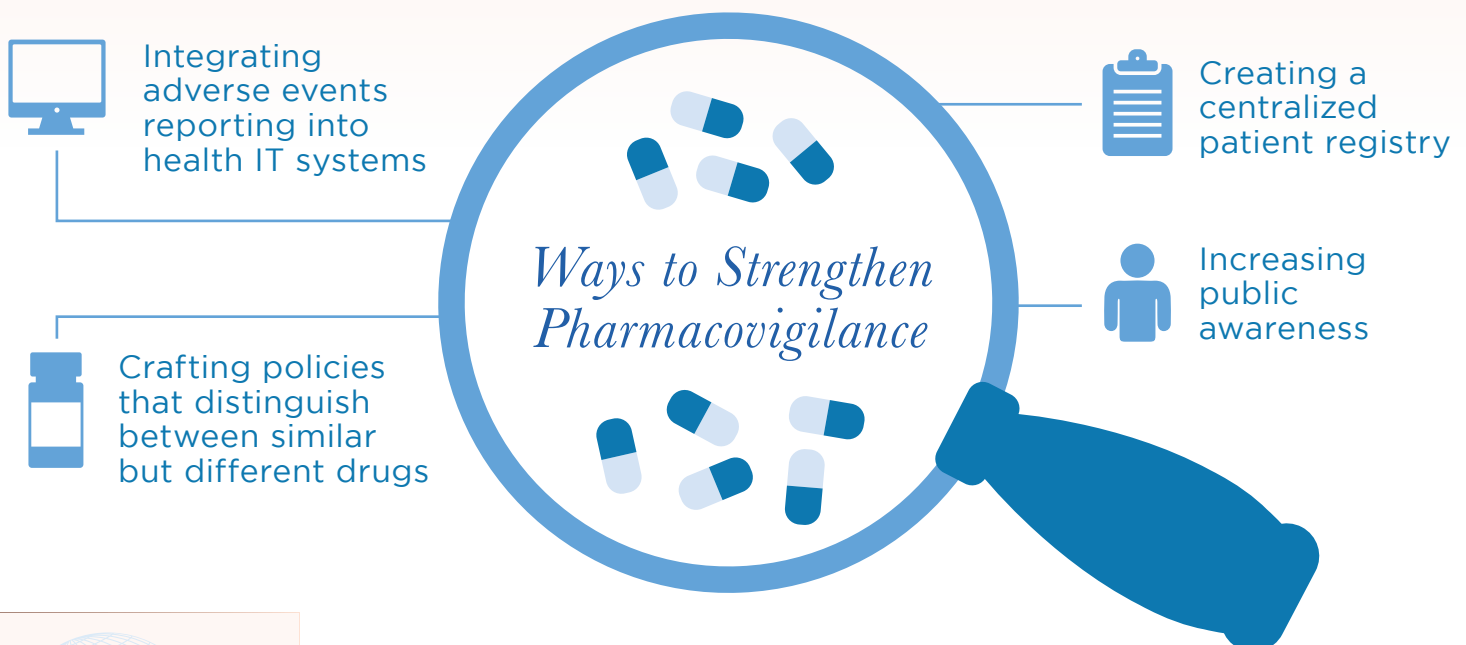 Integrating
adverse events
reporting into
health IT systems
Crafting policies
that distinguish
between similar
but different drugs
Ways to Strengthen
Pharmacovigilance
Creating a
centralized
patient registry
Increasing
public
awareness